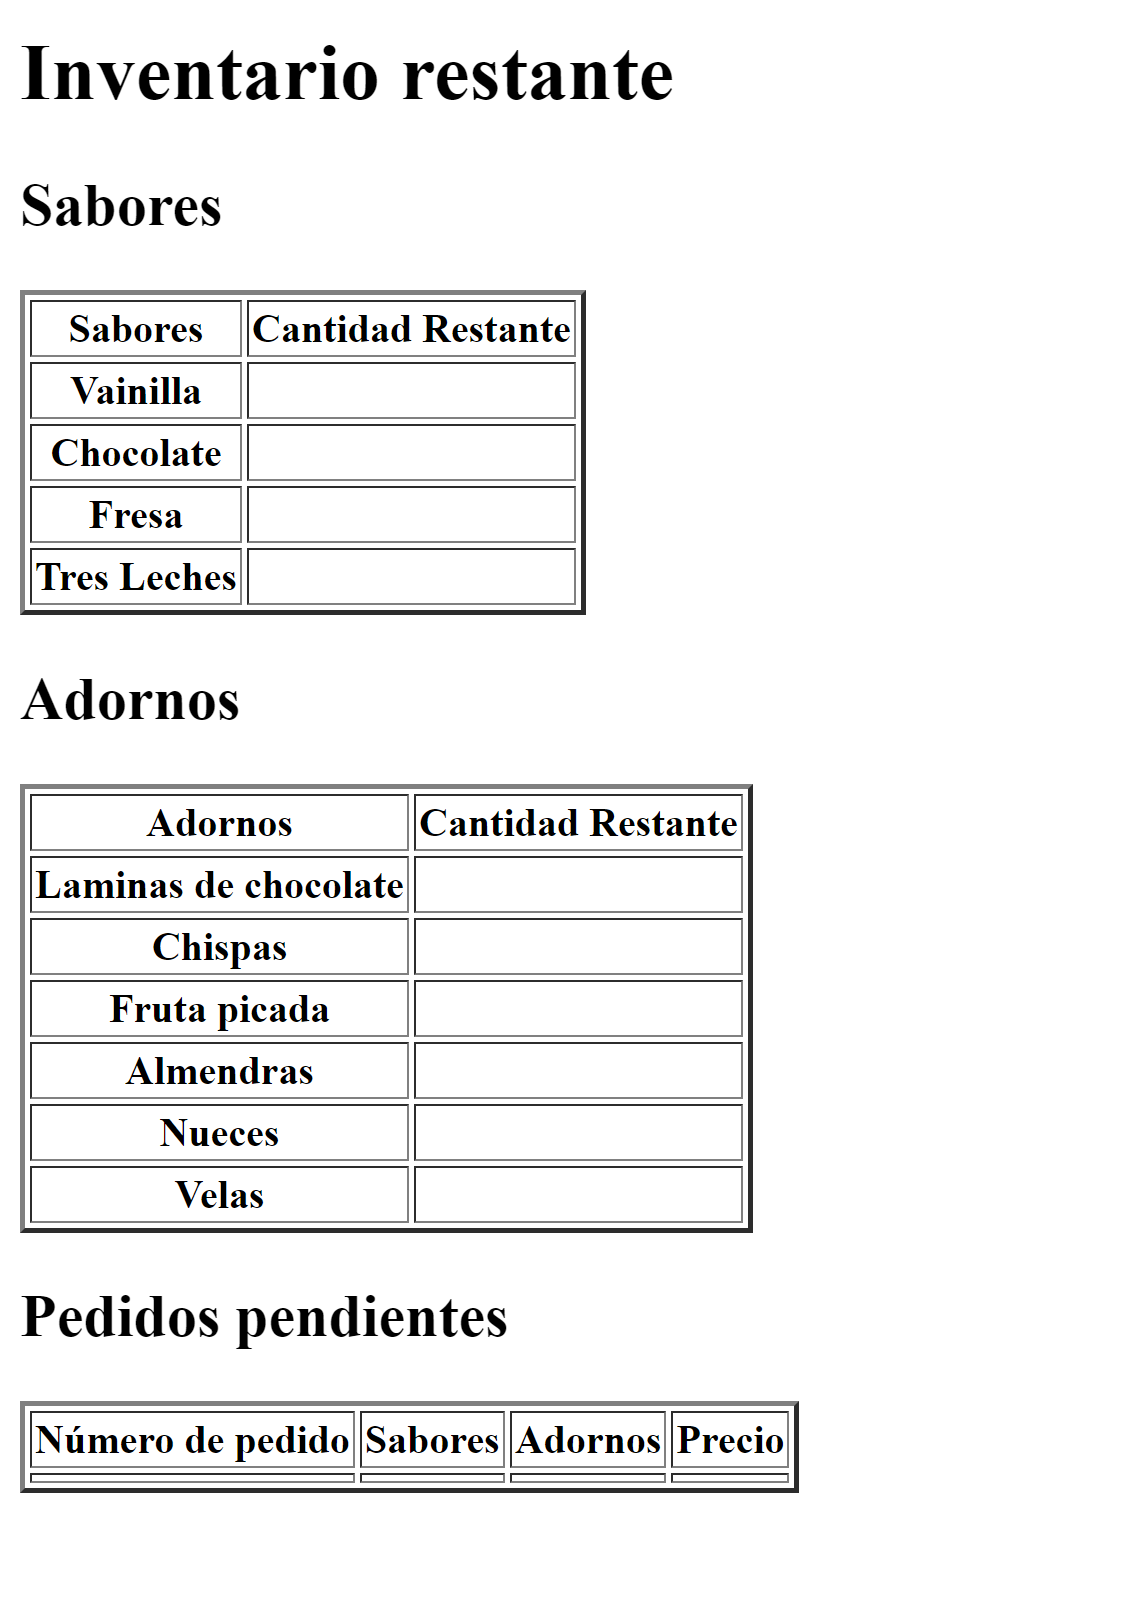 Inventario restante
Sabores
Sabores Cantidad Restante
Vainilla
Chocolate
Fresa
Tres Leches
Adornos
Adornos Cantidad Restante
Laminas de chocolate
Chispas
Fruta picada
Almendras
Nueces
Velas
Pedidos pendientes
Número de pedido Sabores Adornos Precio